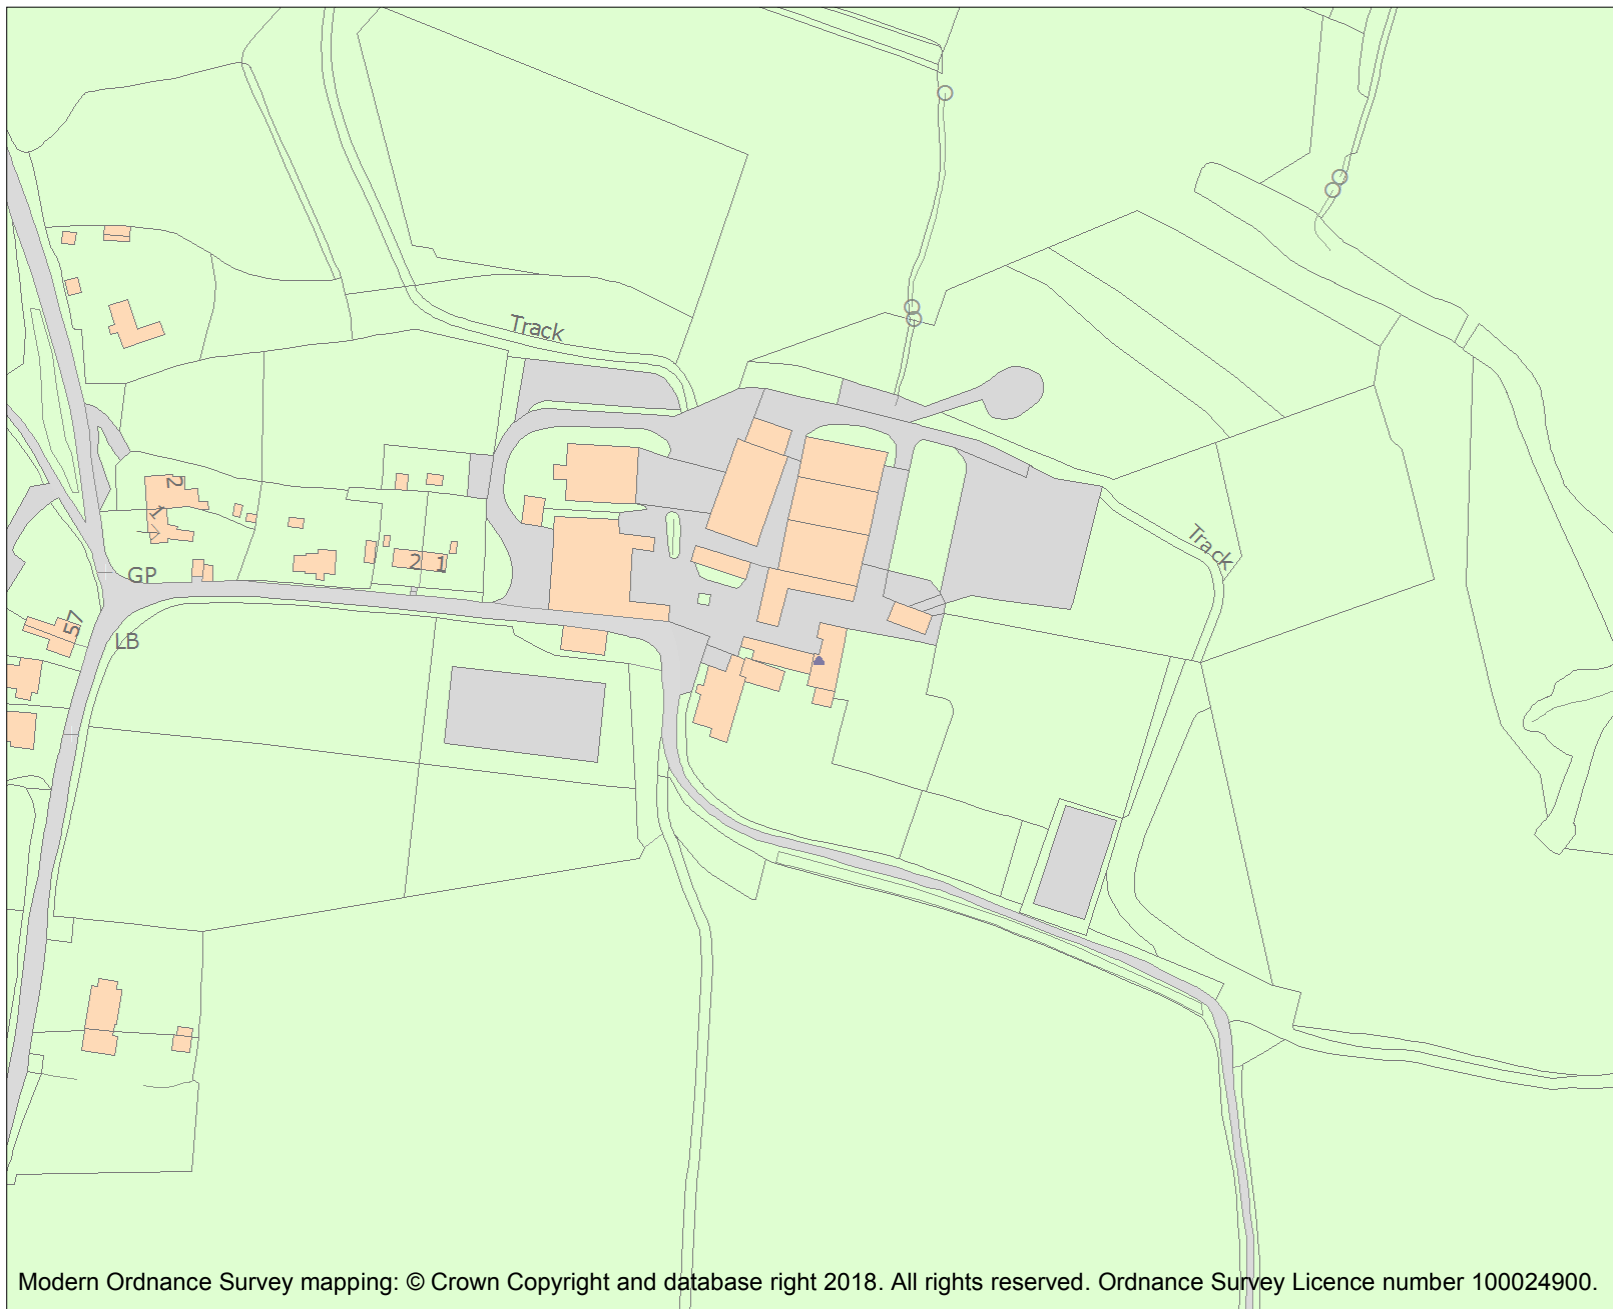 Track
2
1
Track
2 1
GP
57
LB
Modern Ordnance Survey mapping: © Crown Copyright and database right 2018. All rights reserved. Ordnance Survey Licence number 100024900.